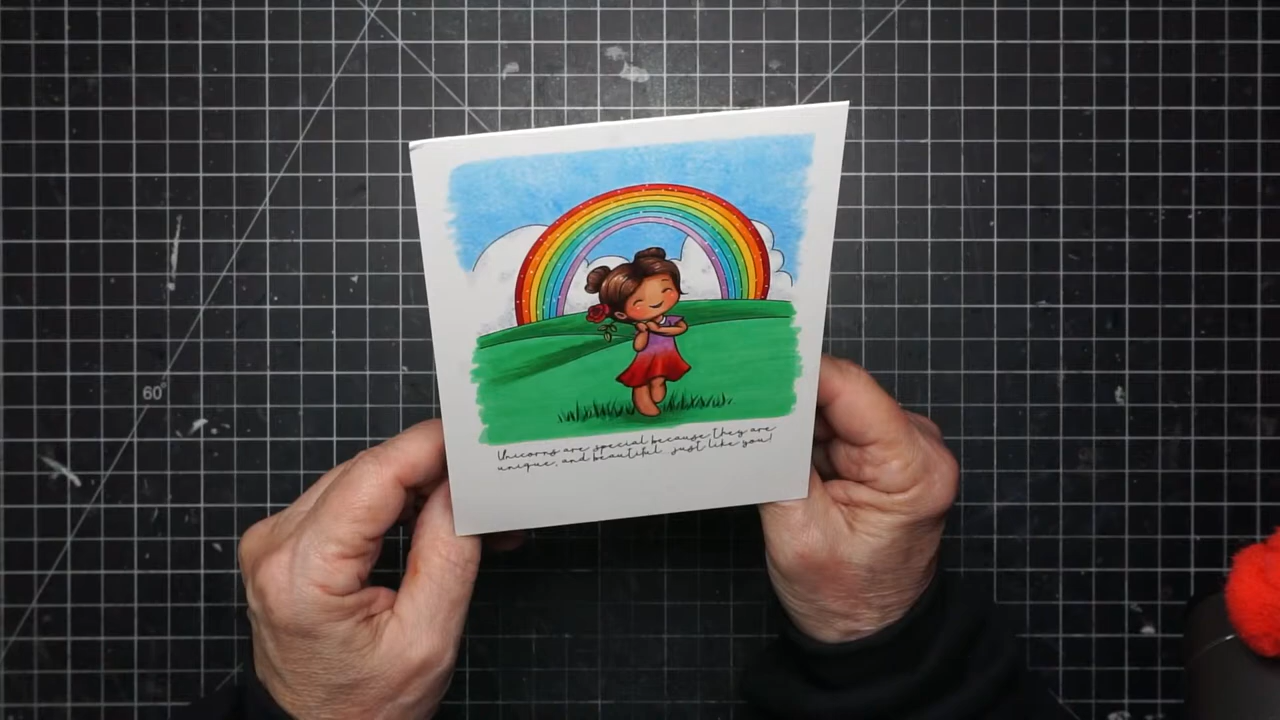 60°
Unicorns are special because they are
unique, and beautiful just like you!